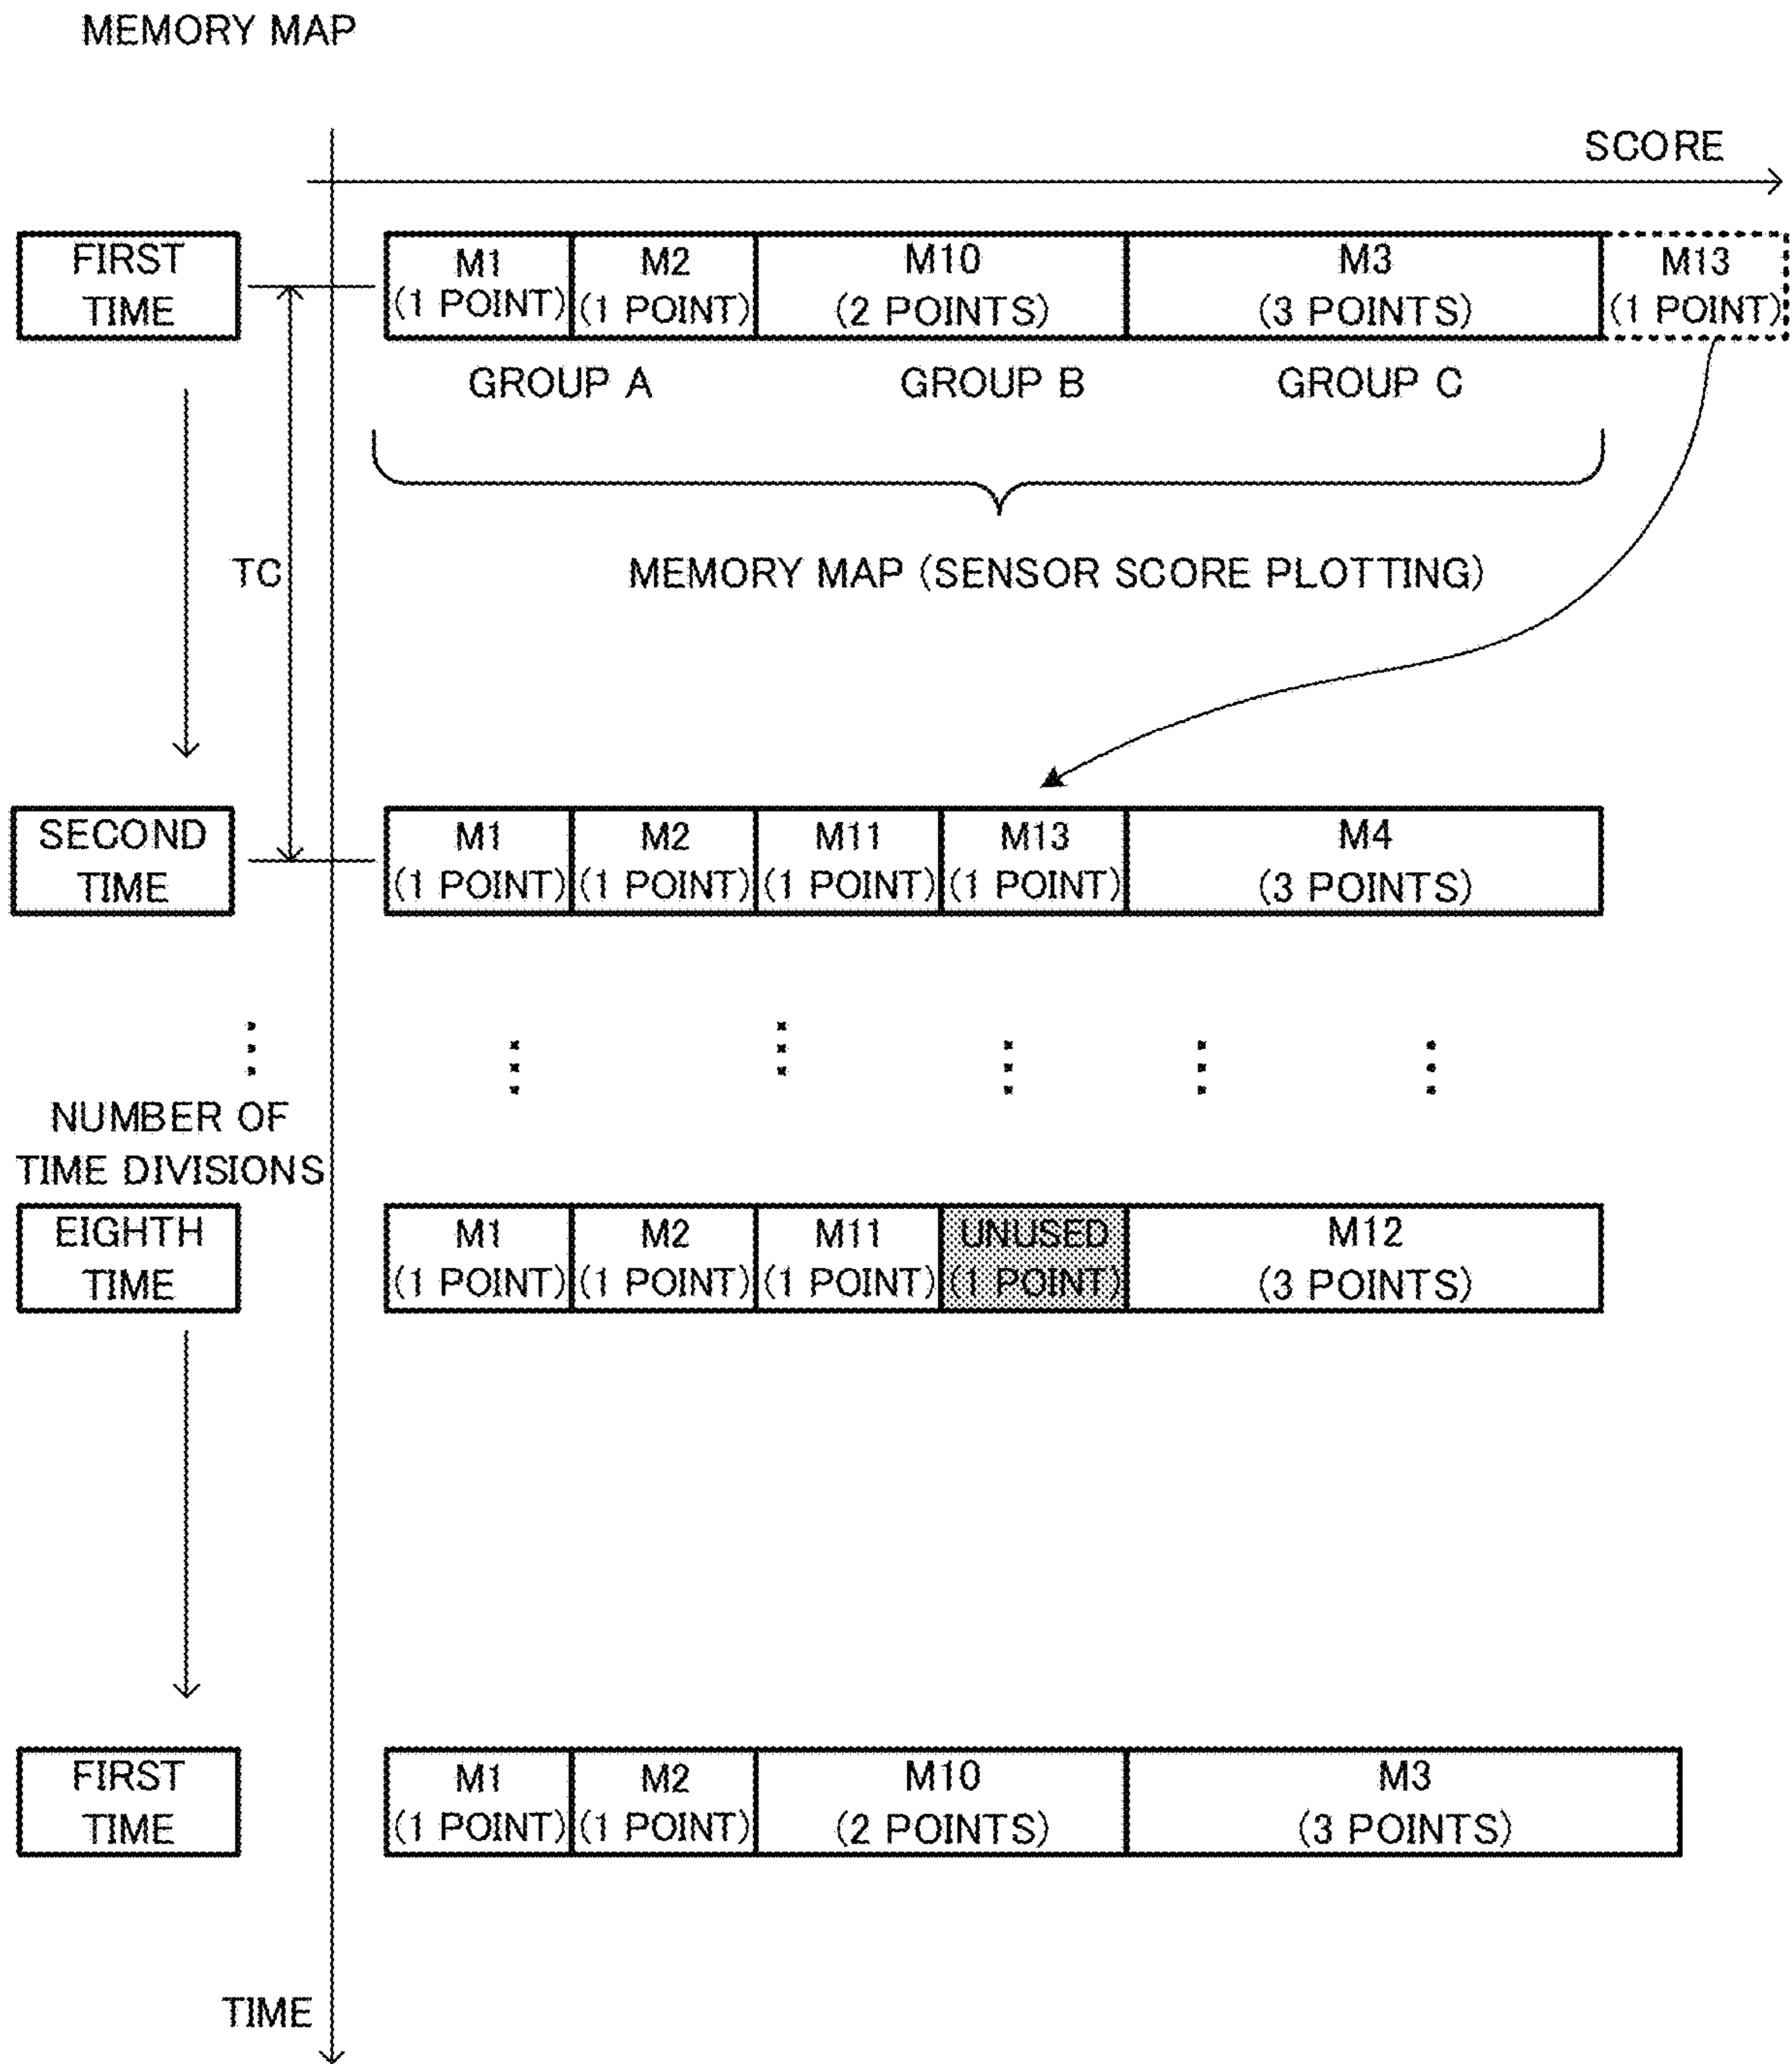 MEMORY MAP
SCORE
FIRST
TIME
M1
(1 POINT)
M2
(1 POINT)
M10
(2 POINTS)
M3
(3 POINTS)
M13
(1 POINT)
GROUP A
GROUP B
GROUP C
TC
MEMORY MAP (SENSOR SCORE PLOTTING)
SECOND
TIME
M1
(1 POINT)
M2
(1 POINT)
M11
(1 POINT)
M13
(1 POINT)
M4
(3 POINTS)
NUMBER OF
TIME DIVISIONS
EIGHTH
TIME
M1
(1 POINT)
M2
(1 POINT)
M11
(1 POINT)
UNUSED
(1 POINT)
M12
(3 POINTS)
FIRST
TIME
M1
(1 POINT)
M2
(1 POINT)
M10
(2 POINTS)
M3
(3 POINTS)
TIME